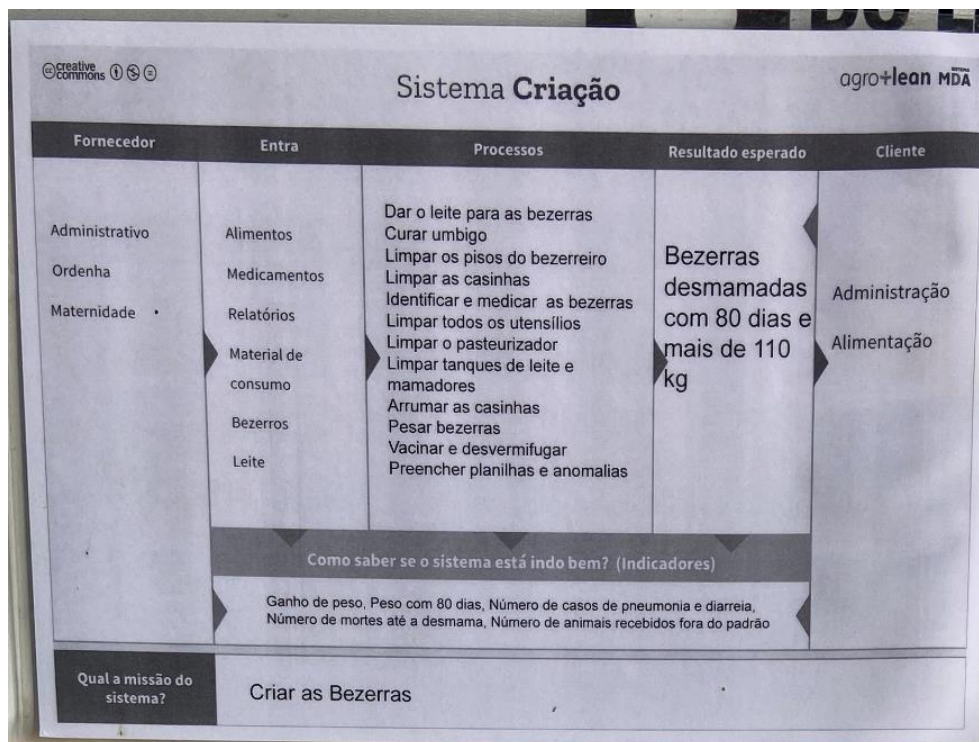 creative commons
Sistema Criação
agro+lean SISTEMA MDA
Fornecedor
Entra
Processos
Resultado esperado
Cliente
Administrativo
Ordenha
Maternidade
Alimentos
Medicamentos
Relatórios
Material de
consumo
Bezerros
Leite
Dar o leite para as bezerras
Curar umbigo
Limpar os pisos do bezerreiro
Limpar as casinhas
Identificar e medicar as bezerras
Limpar todos os utensílios
Limpar o pasteurizador
Limpar tanques de leite e
mamadores
Arrumar as casinhas
Pesar bezerras
Vacinar e desvermifugar
Preencher planilhas e anomalias
Bezerras
desmamadas
com 80 dias e
mais de 110
kg
Administração
Alimentação
Como saber se o sistema está indo bem? (Indicadores)
Ganho de peso, Peso com 80 dias, Número de casos de pneumonia e diarreia,
Número de mortes até a desmama, Número de animais recebidos fora do padrão
Qual a missão do
sistema?
Criar as Bezerras